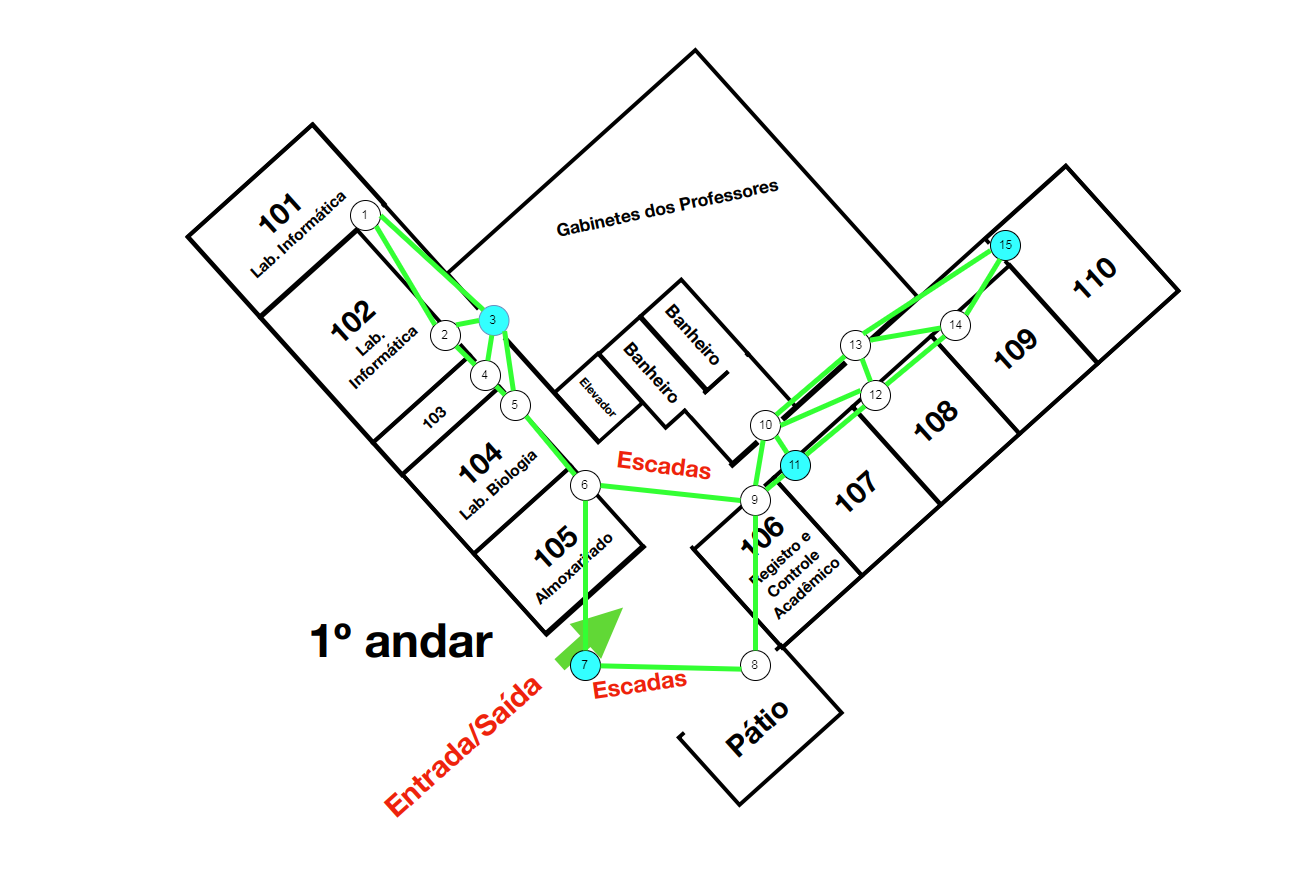 Gabinetes dos Professores
101
Lab. Informática
1
102
Lab.
Informática
2
3
4
5
103
104
Lab. Biologia
6
105
Almoxarifado
Elevador
Banheiro
Banheiro
Escadas
15
110
14
109
13
12
108
10
11
107
9
106
Registro e
Controle
Acadêmico
1º andar
7
Escadas
8
Entrada/Saída
Pátio